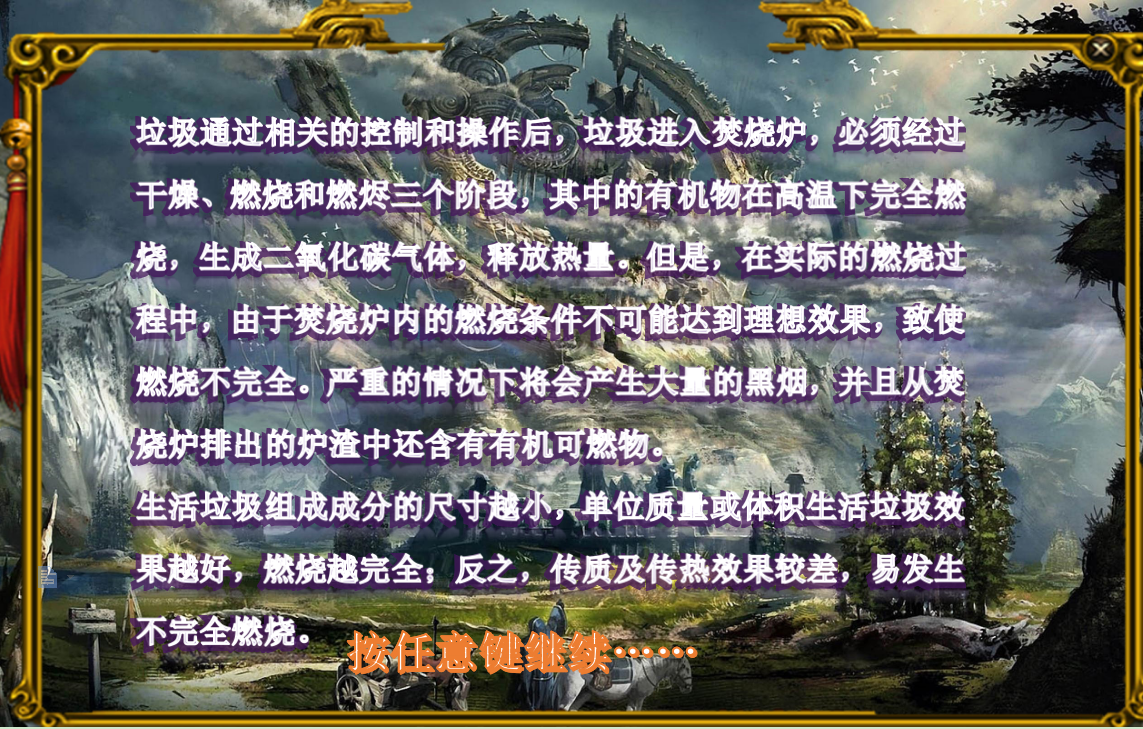 垃圾通过相关的控制和操作后，垃圾进入焚烧炉，必须经过
干燥、燃烧和燃烬三个阶段，其中的有机物在高温下完全燃
烧，生成二氧化碳气体，释放热量。但是，在实际的燃烧过
程中，由于焚烧炉内的燃烧条件不可能达到理想效果，致使
燃烧不完全。严重的情况下将会产生大量的黑烟，并且从焚
烧炉排出的炉渣中还含有有机可燃物。
生活垃圾组成成分的尺寸越小，单位质量或体积生活垃圾效
果越好，燃烧越完全；反之，传质及传热效果较差，易发生
不完全燃烧。
按任意键继续……